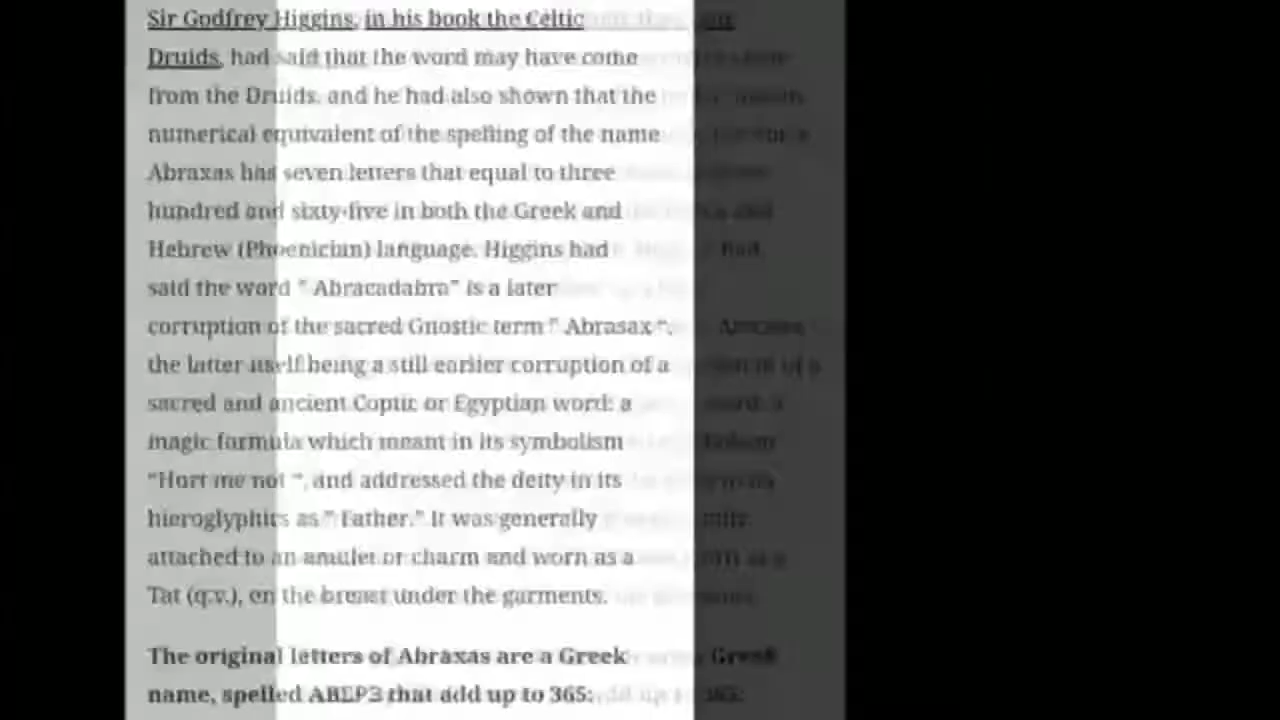 Sir Godfrey Higgins, in his book the Celtic
Druids, had said that the word may have come
from the Druids, and he had also shown that the
numerical equivalent of the spelling of the name
Abraxas has seven letters that equal to three
hundred and sixty-five in both the Greek and
Hebrew (Phoenician) language. Higgins had
said the word " Abracadabra" is a later
corruption of the sacred Gnostic term " Abrasax ",
the latter itself being a still earlier corruption of a
sacred and ancient Coptic or Egyptian word: a
magic formula which meant in its symbolism
"Hurt me not ", and addressed the deity in its
hieroglyphics as " Father." It was generally
attached to an amulet or charm and worn as a
Tat (q.v.), on the breast under the garments.
The original letters of Abraxas are a Greek
name, spelled that add up to 365: